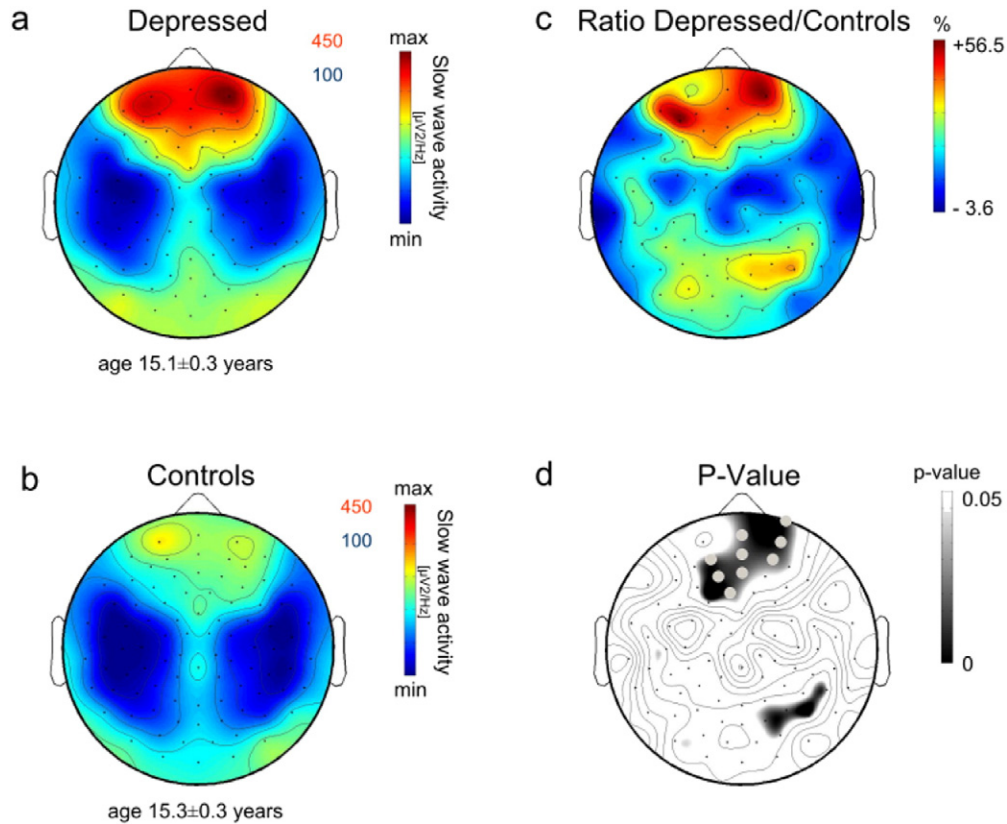 a
Depressed
450
100
max
Slow wave activity
[µV2/Hz]
min
age 15.1±0.3 years
c
Ratio Depressed/Controls
%
+56.5
- 3.6
b
Controls
450
100
max
Slow wave activity
[µV2/Hz]
min
age 15.3±0.3 years
d
P-Value
p-value
0.05
0